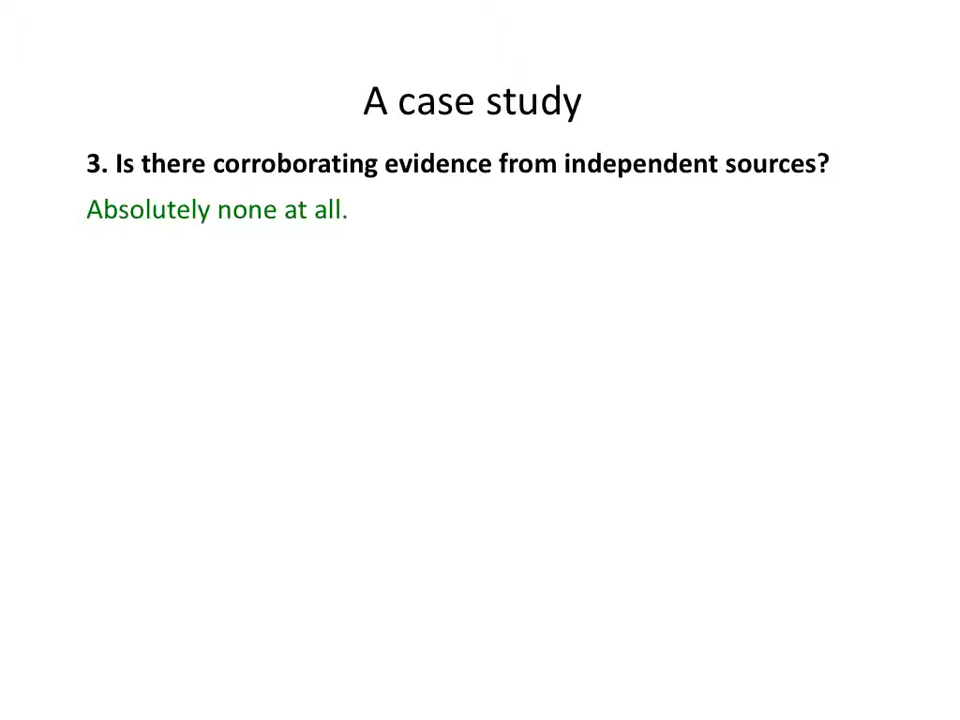 A case study
3. Is there corroborating evidence from independent sources?
Absolutely none at all.